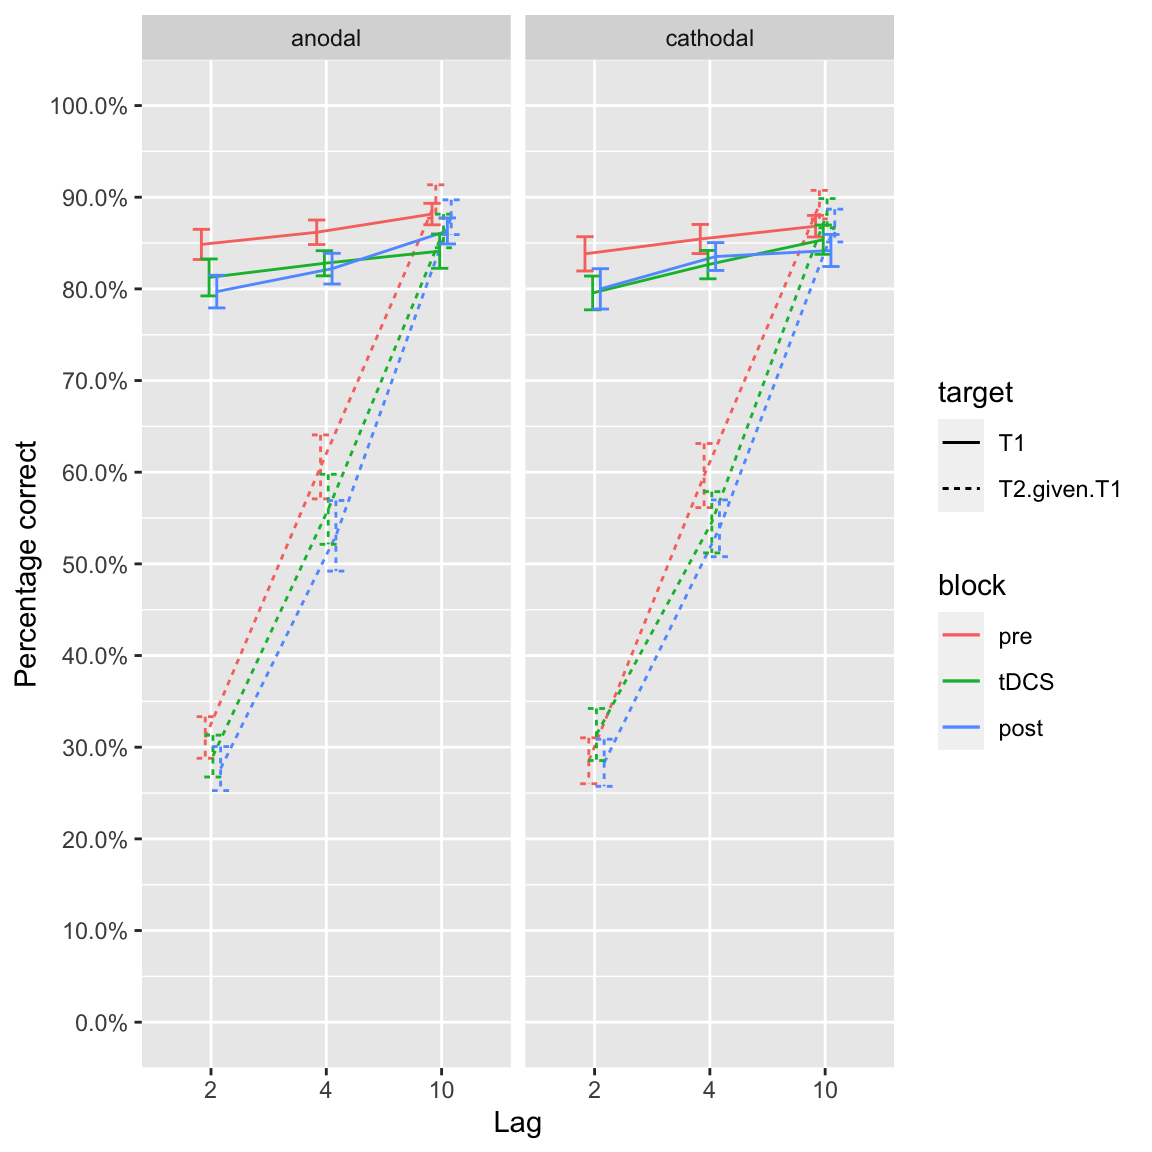 anodal
cathodal
100.0%
90.0%
80.0%
70.0%
60.0%
50.0%
40.0%
30.0%
20.0%
10.0%
0.0%
Percentage correct
2 4 10
2 4 10
Lag
target
T1
T2.given.T1
block
pre
tDCS
post